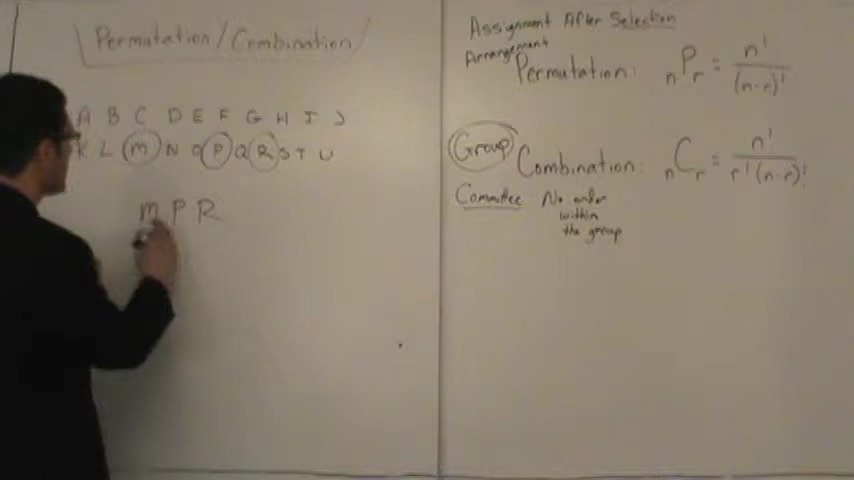 Permutation/Combination
A B C D E F G H I J
K L M N O P Q R S T U
M P R
Assignment After Selection
Arrangement
Permutation: nPr = n! / (n-r)!
Group
Combination: nCr = n! / r!(n-r)!
Committee No order
within
the group